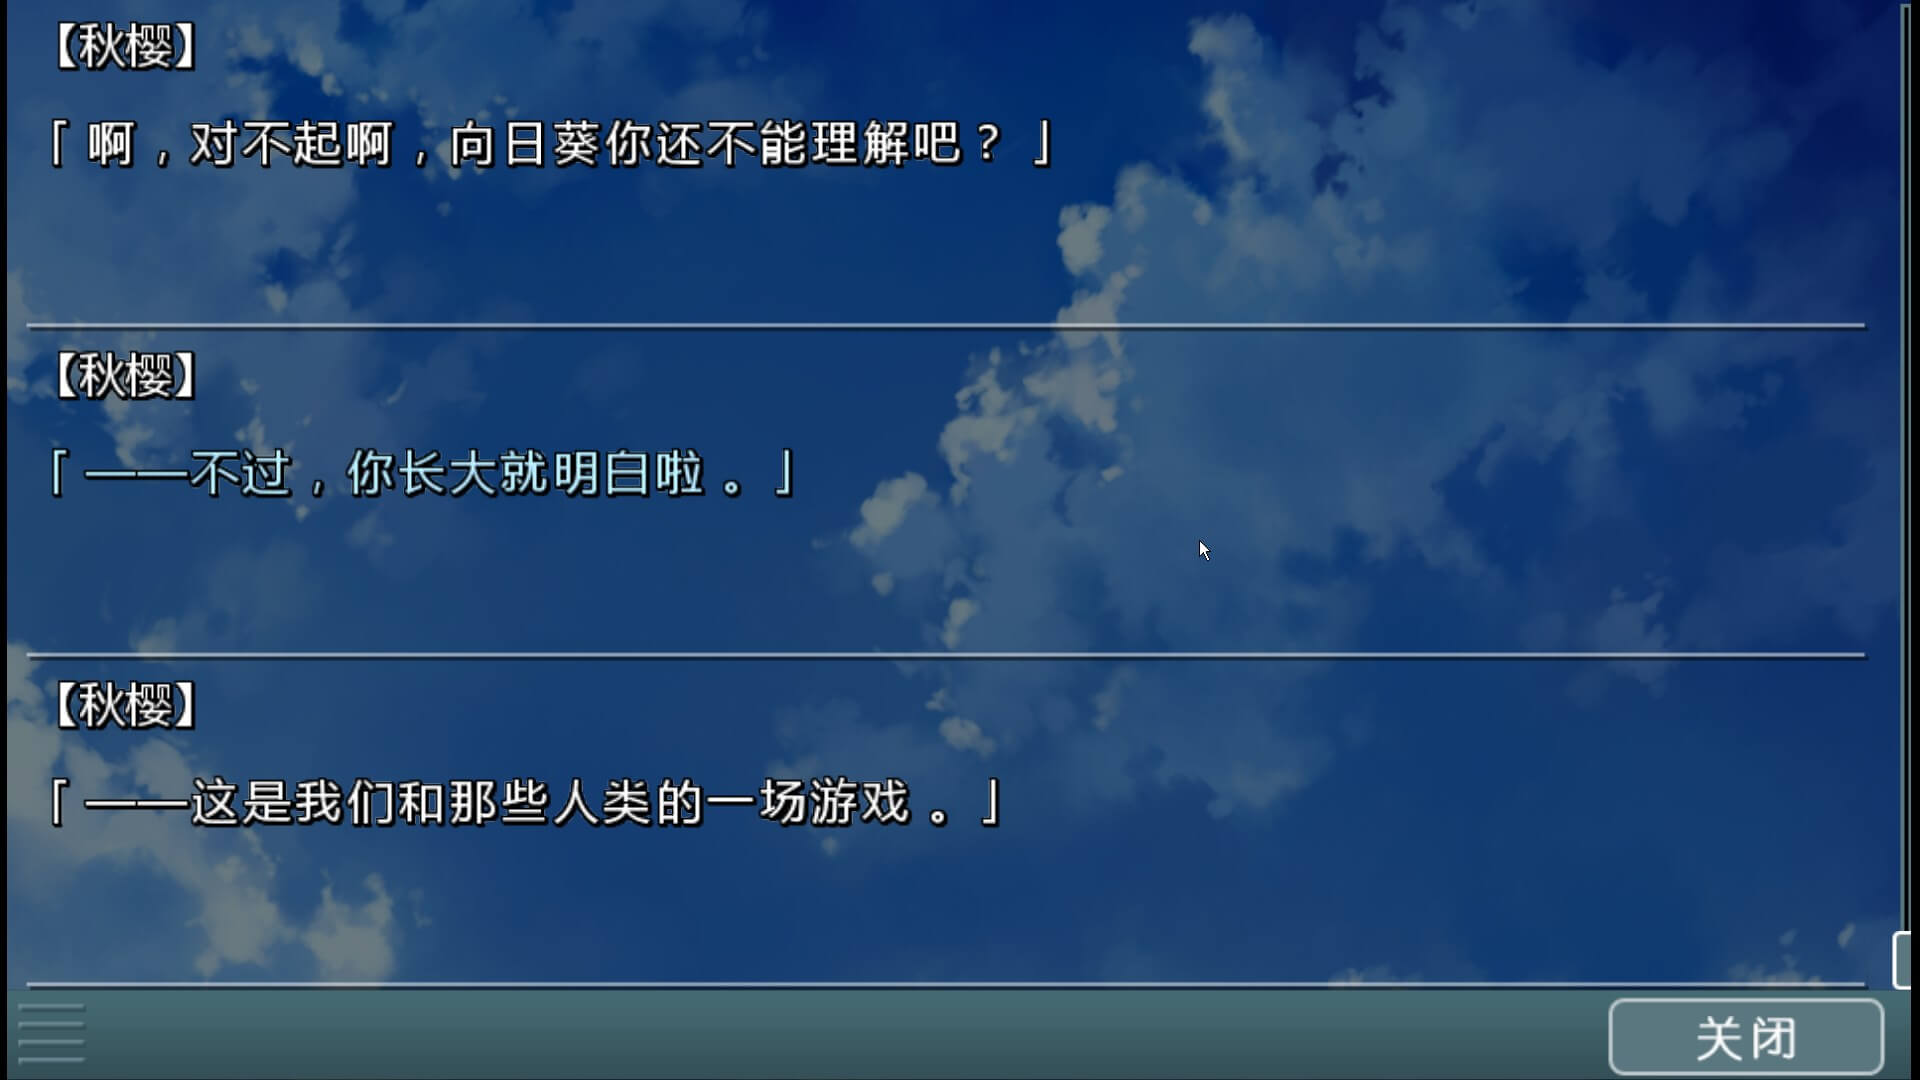 【秋樱】
「啊，对不起啊，向日葵你还不能理解吧？」
【秋樱】
「——不过，你长大就明白啦。」
【秋樱】
「——这是我们和那些人类的一场游戏。」
关闭